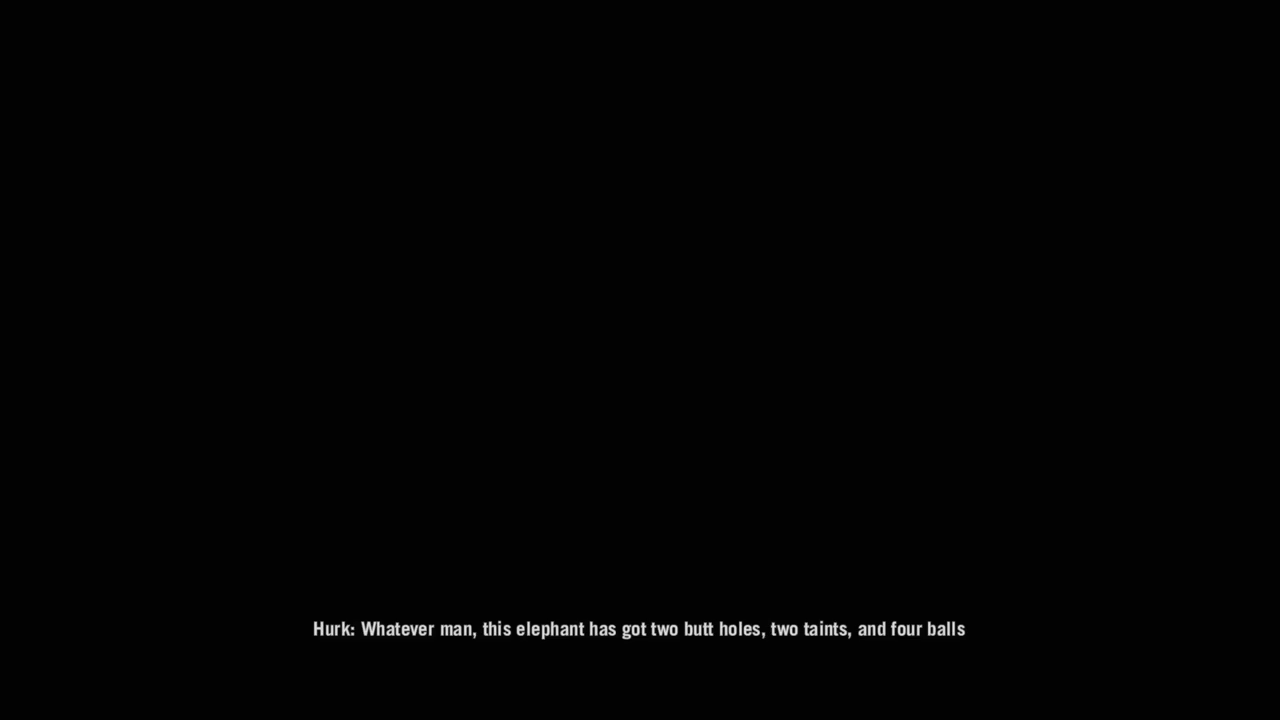 Hurk: Whatever man, this elephant has got two butt holes, two taints, and four balls